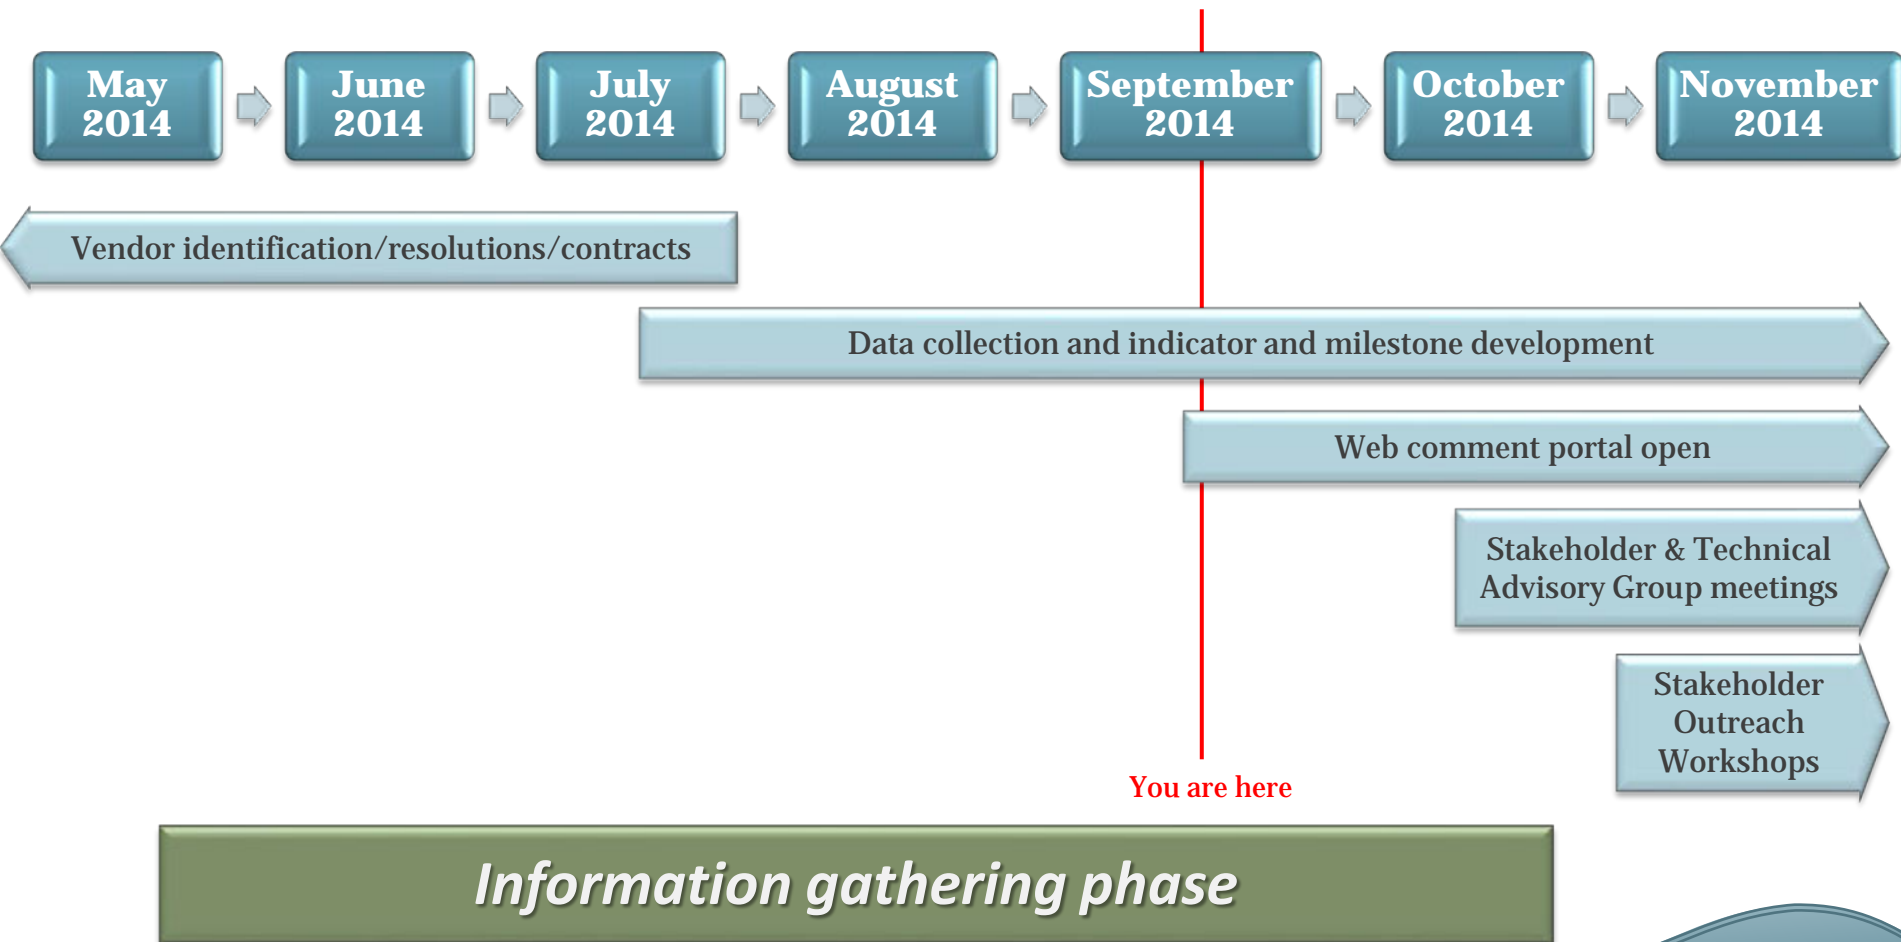 May
2014
June
2014
July
2014
August
2014
September
2014
October
2014
November
2014
Vendor identification/resolutions/contracts
Data collection and indicator and milestone development
Web comment portal open
Stakeholder & Technical
Advisory Group meetings
Stakeholder
Outreach
Workshops
You are here
Information gathering phase